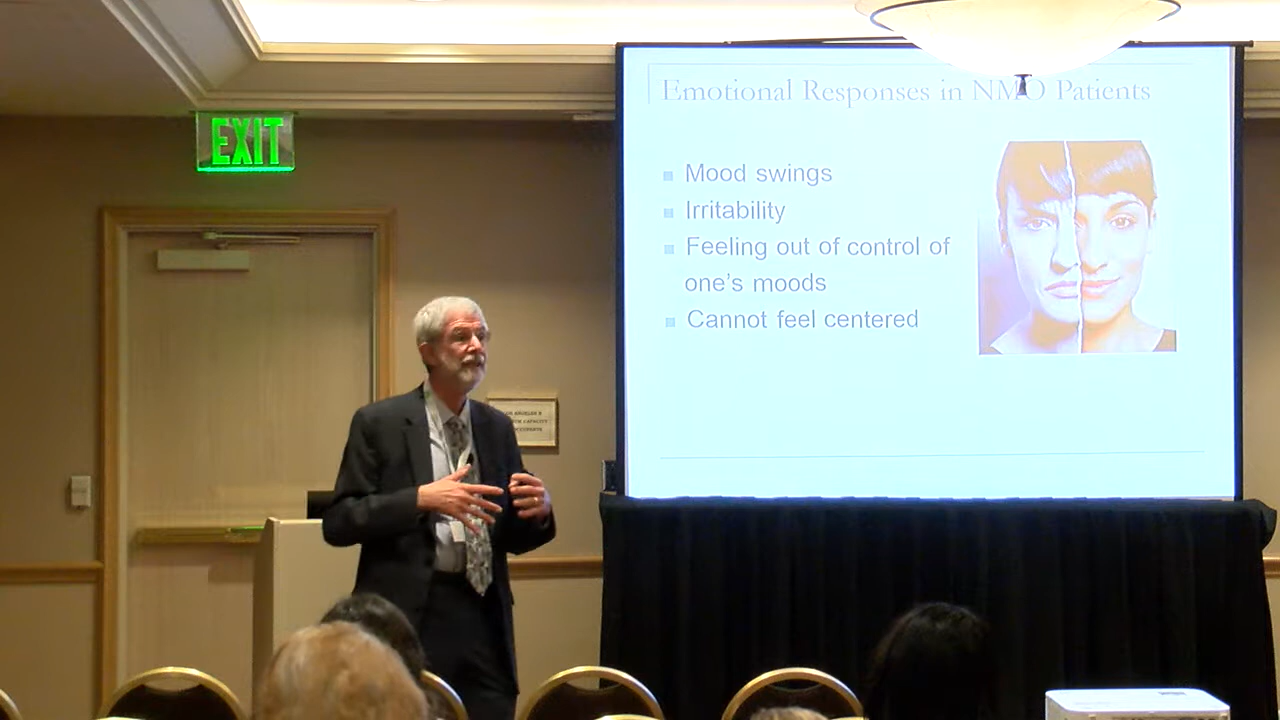 EXIT
Emotional Responses in NMO Patients
Mood swings
Irritability
Feeling out of control of
one's moods
Cannot feel centered
CAPACITY